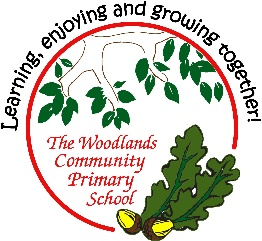 Learning, enjoying and growing together!
The Woodlands
Community
Primary
School